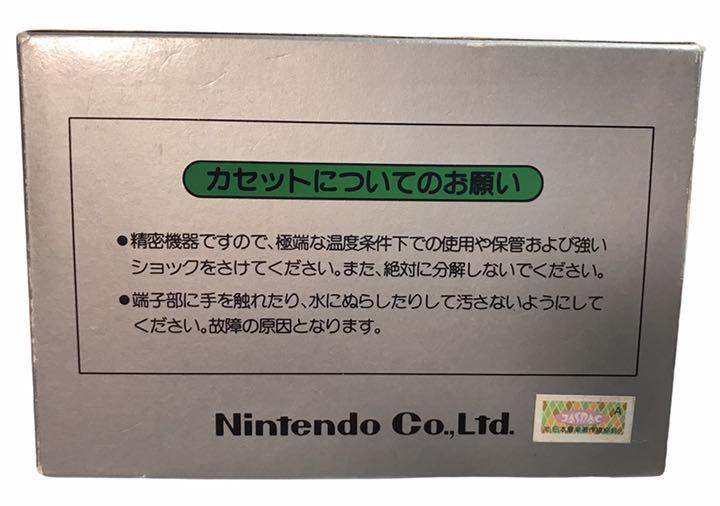 カセットについてのお願い
●精密機器ですので、極端な温度条件下での使用や保管および強い
ショックをさけてください。また、絶対に分解しないでください。
●端子部に手を触れたり、水にぬらしたりして汚さないようにして
ください。故障の原因となります。
Nintendo Co.,Ltd.
JASRAC
A